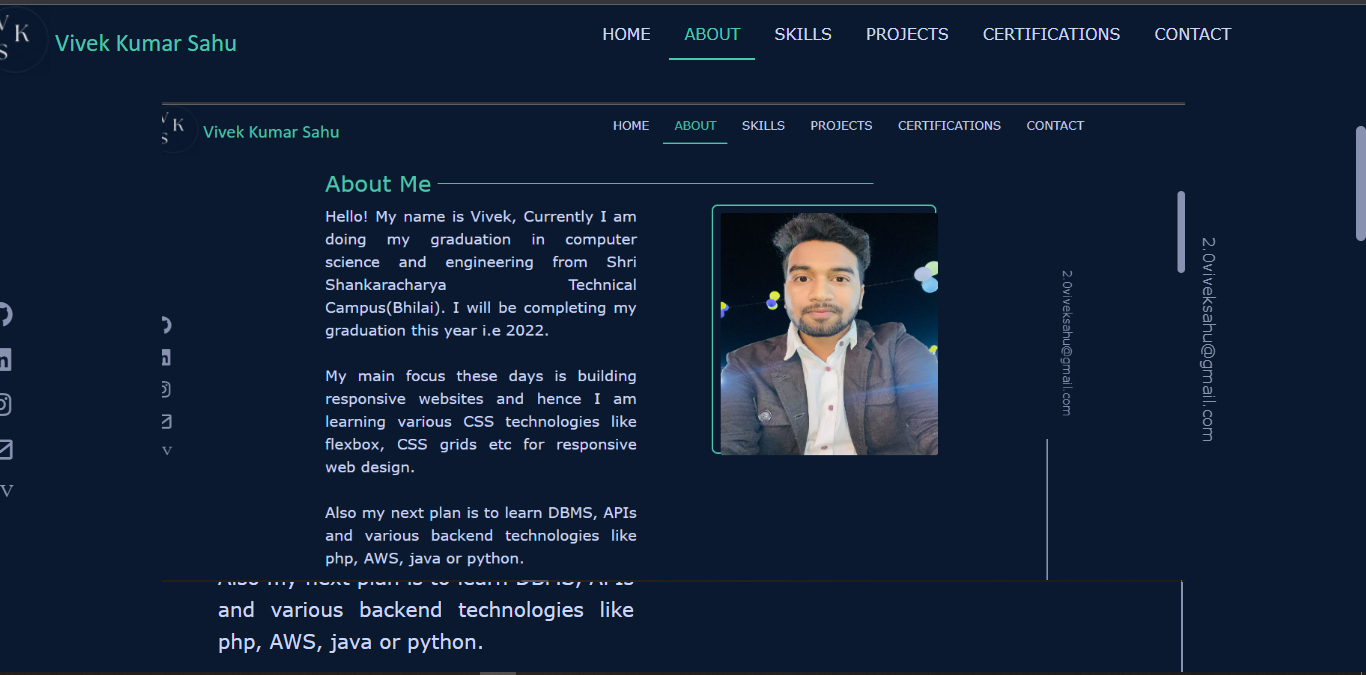 V K
S
Vivek Kumar Sahu
HOME ABOUT SKILLS PROJECTS CERTIFICATIONS CONTACT
V K
S
Vivek Kumar Sahu
HOME ABOUT SKILLS PROJECTS CERTIFICATIONS CONTACT
About Me
Hello! My name is Vivek, Currently I am
doing my graduation in computer
science and engineering from Shri
Shankaracharya Technical
Campus(Bhilai). I will be completing my
graduation this year i.e 2022.
My main focus these days is building
responsive websites and hence I am
learning various CSS technologies like
flexbox, CSS grids etc for responsive
web design.
Also my next plan is to learn DBMS, APIs
and various backend technologies like
php, AWS, java or python.
V
2.0viveksahu@gmail.com
2.0viveksahu@gmail.com
V
Also my next plan is to learn DBMS, APIs
and various backend technologies like
php, AWS, java or python.